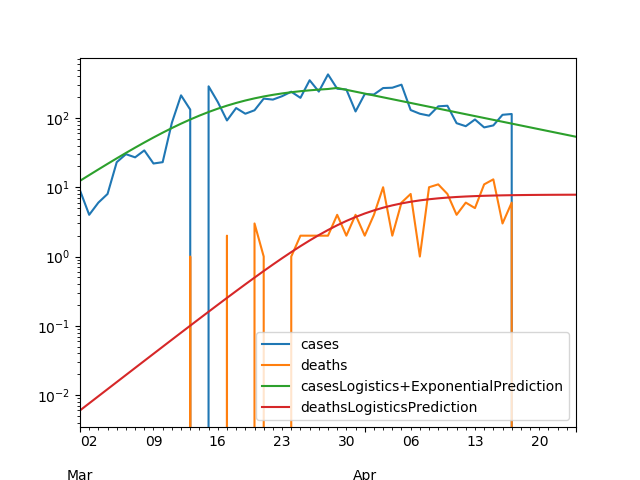 10²
10¹
10⁰
10⁻¹
10⁻²
cases
deaths
casesLogistics+ExponentialPrediction
deathsLogisticsPrediction
02 09 16 23 30 06 13 20
Mar Apr